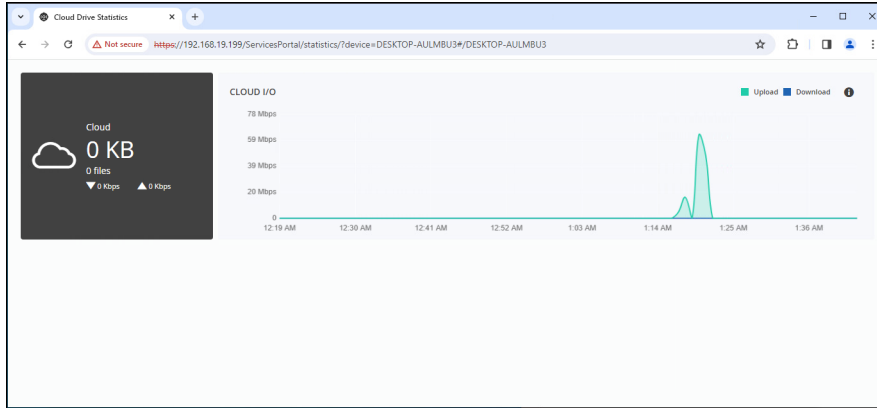 Cloud Drive Statistics
Not secure https://192.168.19.199/ServicesPortal/statistics/?device=DESKTOP-AULMBU3#/DESKTOP-AULMBU3
Cloud
0 KB
0 files
0 Kbps 0 Kbps
CLOUD I/O
Upload Download
78 Mbps
59 Mbps
39 Mbps
20 Mbps
0
12:19 AM 12:30 AM 12:41 AM 12:52 AM 1:03 AM 1:14 AM 1:25 AM 1:36 AM